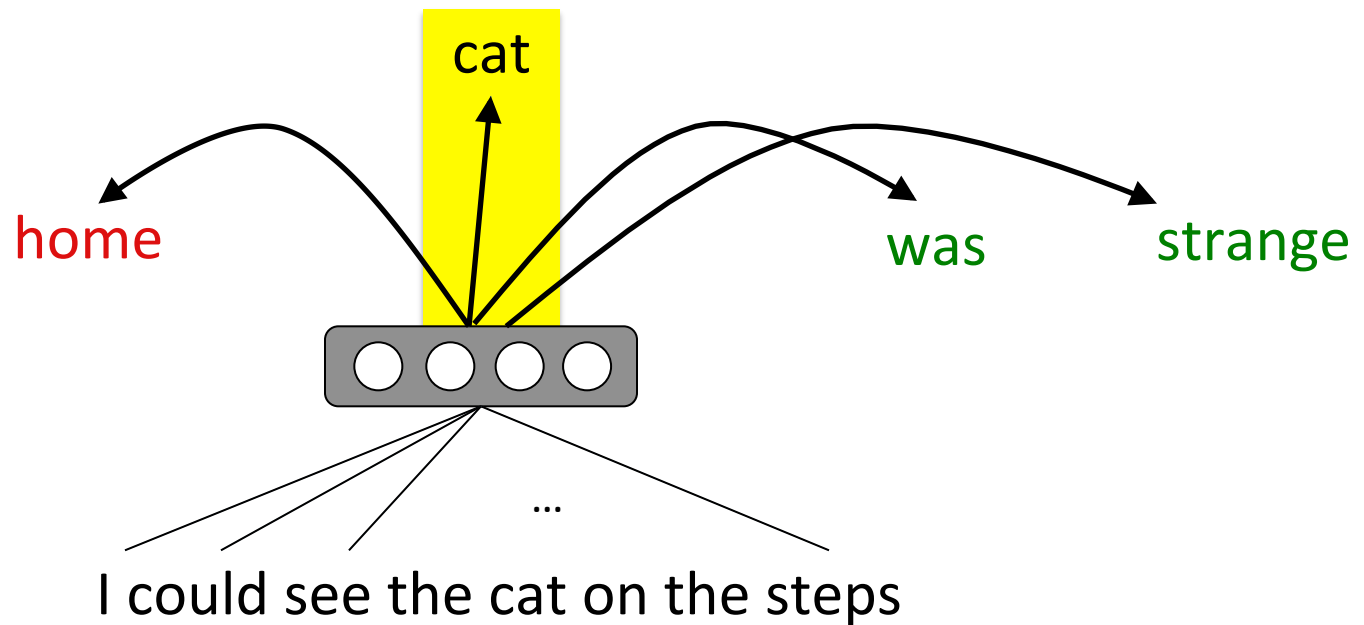 cat
home
was
strange
...
I could see the cat on the steps